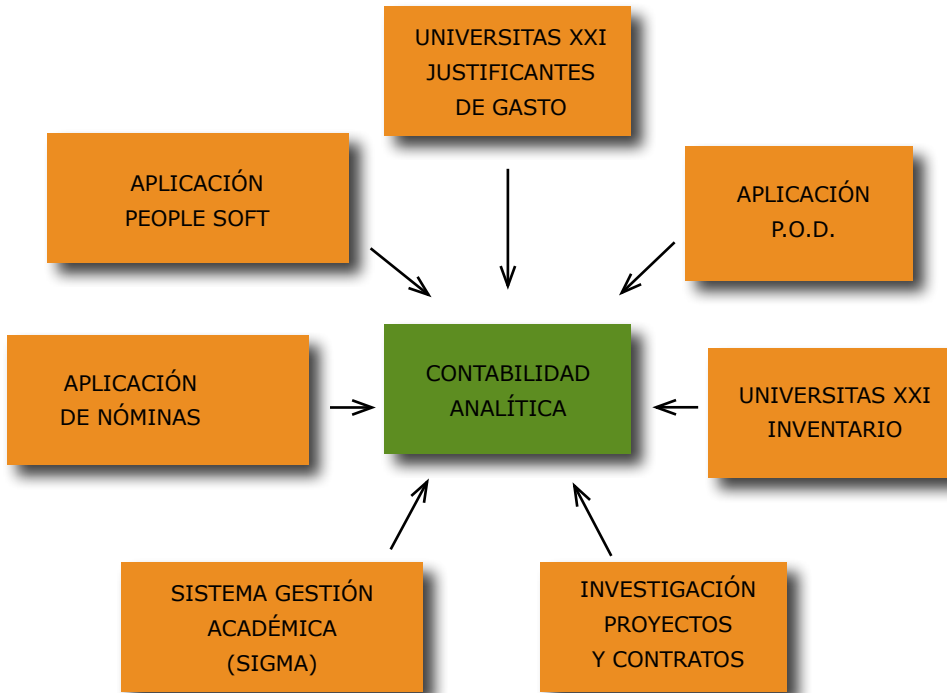 UNIVERSITAS XXI
JUSTIFICANTES
DE GASTO
APLICACIÓN
PEOPLE SOFT
APLICACIÓN
P.O.D.
CONTABILIDAD
ANALÍTICA
APLICACIÓN
DE NÓMINAS
UNIVERSITAS XXI
INVENTARIO
SISTEMA GESTIÓN
ACADÉMICA
(SIGMA)
INVESTIGACIÓN
PROYECTOS
Y CONTRATOS